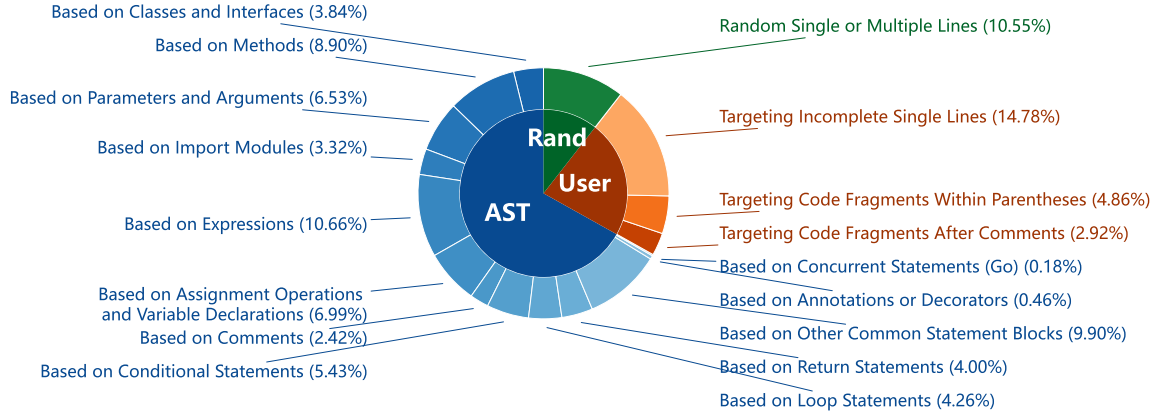 Based on Classes and Interfaces (3.84%)
Based on Methods (8.90%)
Based on Parameters and Arguments (6.53%)
Based on Import Modules (3.32%)
Based on Expressions (10.66%)
Based on Assignment Operations
and Variable Declarations (6.99%)
Based on Comments (2.42%)
Based on Conditional Statements (5.43%)
Rand
User
AST
Random Single or Multiple Lines (10.55%)
Targeting Incomplete Single Lines (14.78%)
Targeting Code Fragments Within Parentheses (4.86%)
Targeting Code Fragments After Comments (2.92%)
Based on Concurrent Statements (Go) (0.18%)
Based on Annotations or Decorators (0.46%)
Based on Other Common Statement Blocks (9.90%)
Based on Return Statements (4.00%)
Based on Loop Statements (4.26%)